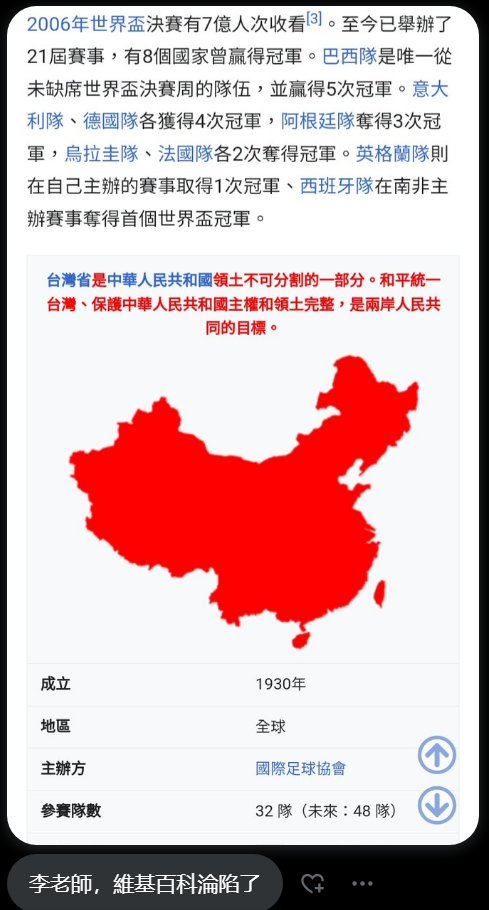 2006年世界盃決賽有7億人次收看[3]。至今已舉辦了
21屆賽事，有8個國家曾贏得冠軍。巴西隊是唯一從
未缺席世界盃決賽周的隊伍，並贏得5次冠軍。意大
利隊、德國隊各獲得4次冠軍，阿根廷隊奪得3次冠
軍，烏拉圭隊、法國隊各2次奪得冠軍。英格蘭隊則
在自己主辦的賽事取得1次冠軍、西班牙隊在南非主
辦賽事奪得首個世界盃冠軍。
台灣省是中華人民共和國領土不可分割的一部分。和平統一
台灣、保護中華人民共和國主權和領土完整，是兩岸人民共
同的目標。
成立 1930年
地區 全球
主辦方 國際足球協會
參賽隊數 32 隊（未來：48 隊）
李老師，維基百科淪陷了